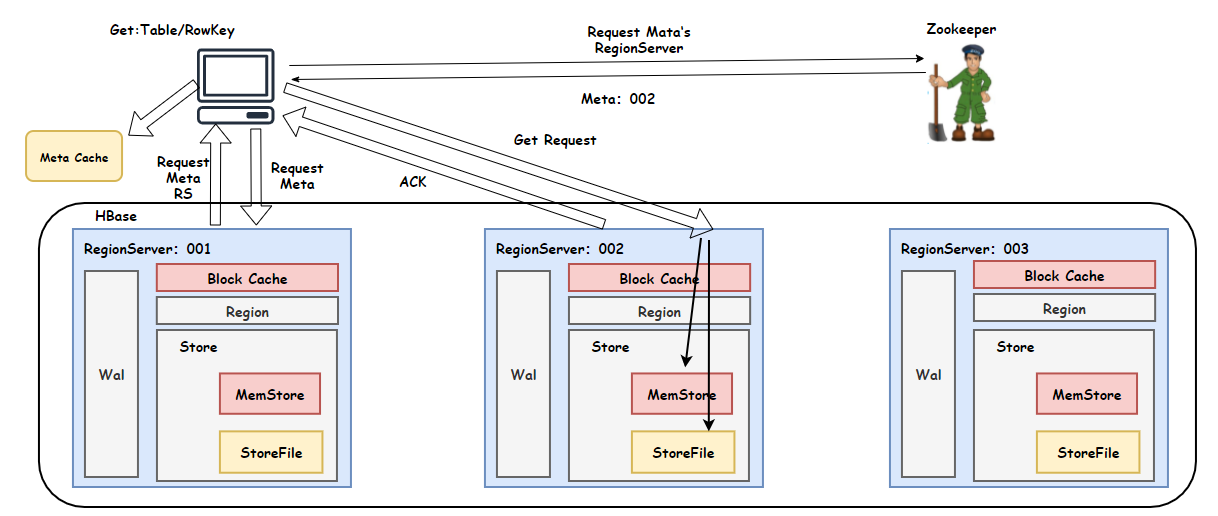 Get:Table/RowKey
Request Mata's
RegionServer
Zookeeper
Meta: 002
Get Request
Meta Cache
Request
Meta
RS
Request
Meta
ACK
HBase
RegionServer: 001
Block Cache
Region
Wal
Store
MemStore
StoreFile
RegionServer: 002
Block Cache
Region
Wal
Store
MemStore
StoreFile
RegionServer: 003
Block Cache
Region
Wal
Store
MemStore
StoreFile